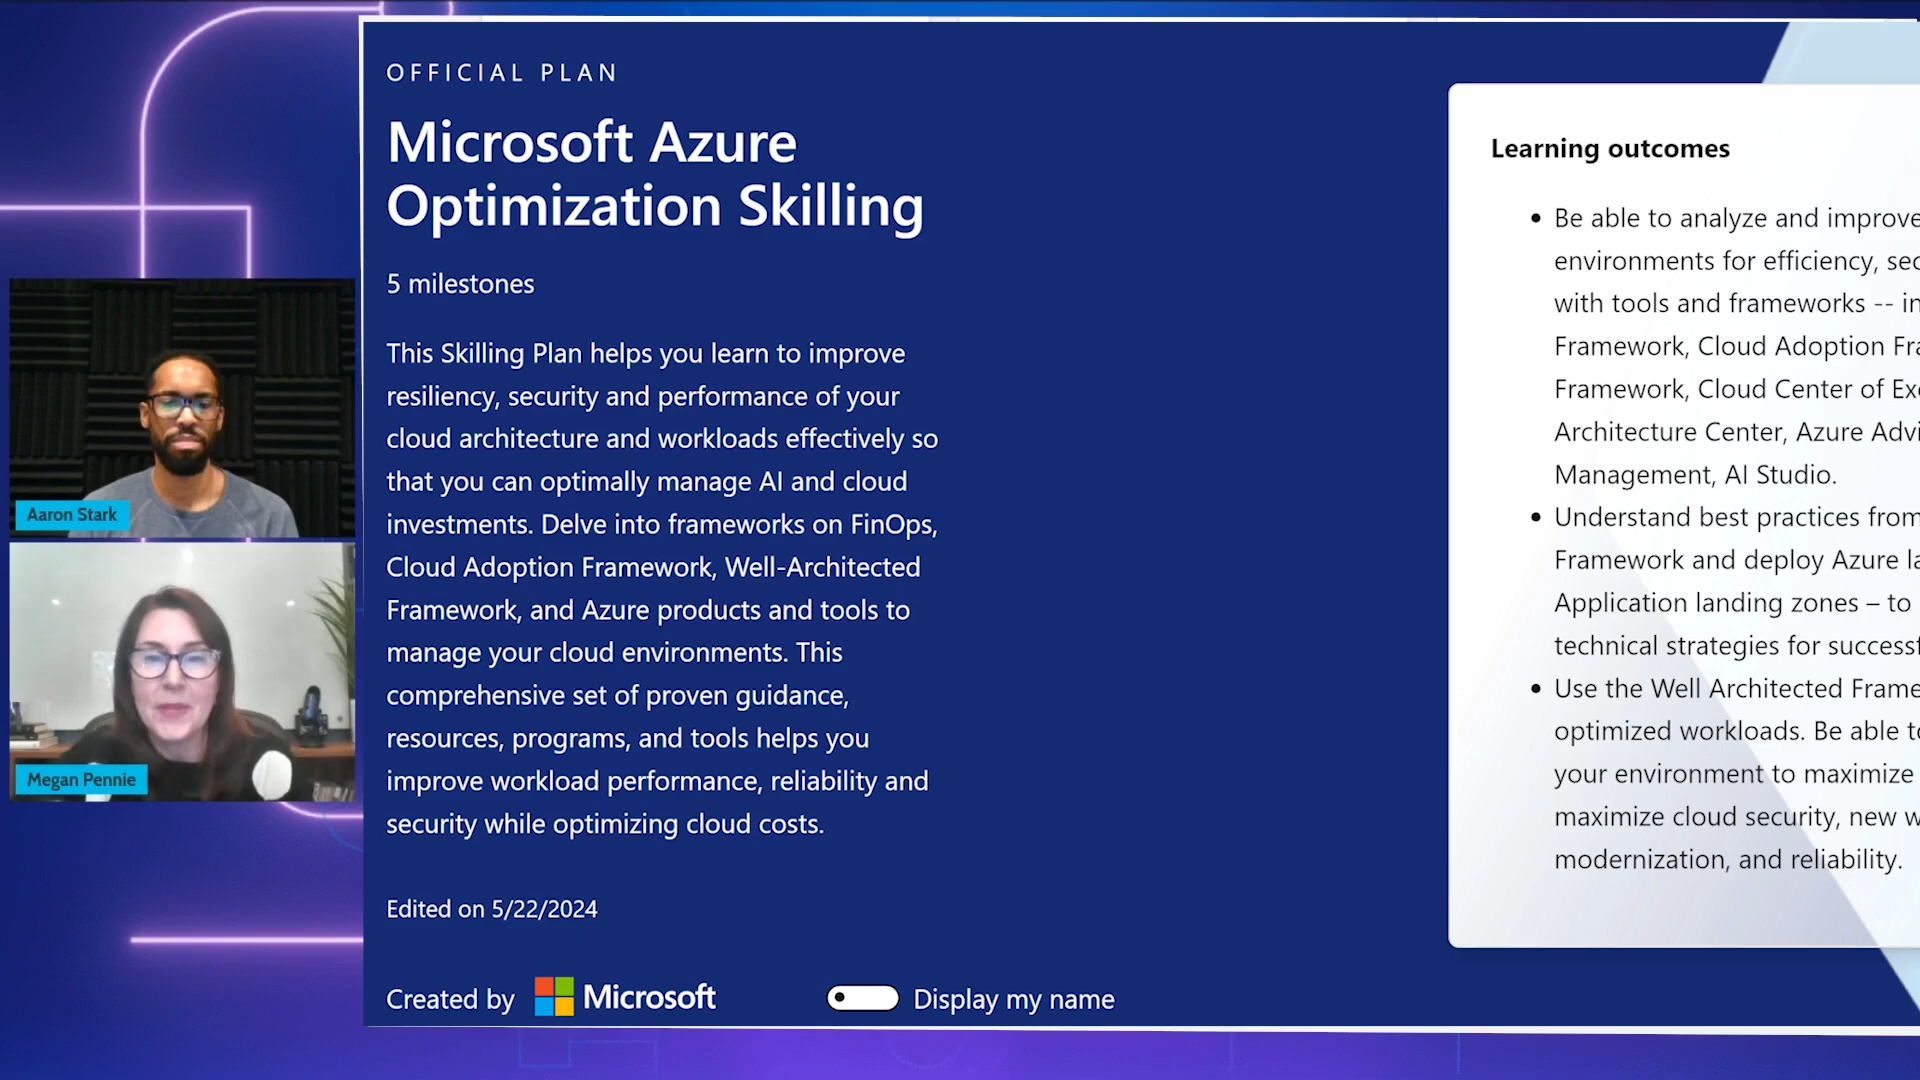 OFFICIAL PLAN
Microsoft Azure
Optimization Skilling
5 milestones
This Skilling Plan helps you learn to improve
resiliency, security and performance of your
cloud architecture and workloads effectively so
that you can optimally manage AI and cloud
investments. Delve into frameworks on FinOps,
Cloud Adoption Framework, Well-Architected
Framework, and Azure products and tools to
manage your cloud environments. This
comprehensive set of proven guidance,
resources, programs, and tools helps you
improve workload performance, reliability and
security while optimizing cloud costs.
Edited on 5/22/2024
Created by Microsoft
Display my name
Learning outcomes
• Be able to analyze and improve
environments for efficiency,
with tools and frameworks --
Framework, Cloud Adoption
Framework, Cloud Center of
Architecture Center, Azure
Management, AI Studio.
• Understand best practices from
Framework and deploy Azure
Application landing zones – to
technical strategies for
• Use the Well Architected
optimized workloads. Be able
your environment to maximize
maximize cloud security, new
modernization, and reliability.
Aaron Stark
Megan Pennie